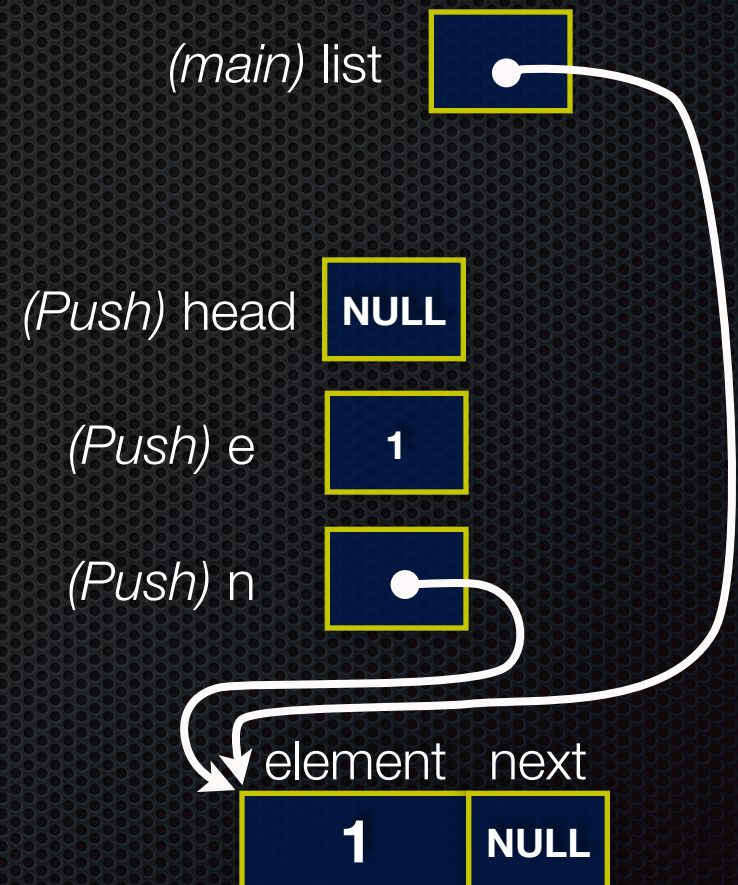 (main) list
(Push) head NULL
(Push) e 1
(Push) n
element next
1 NULL